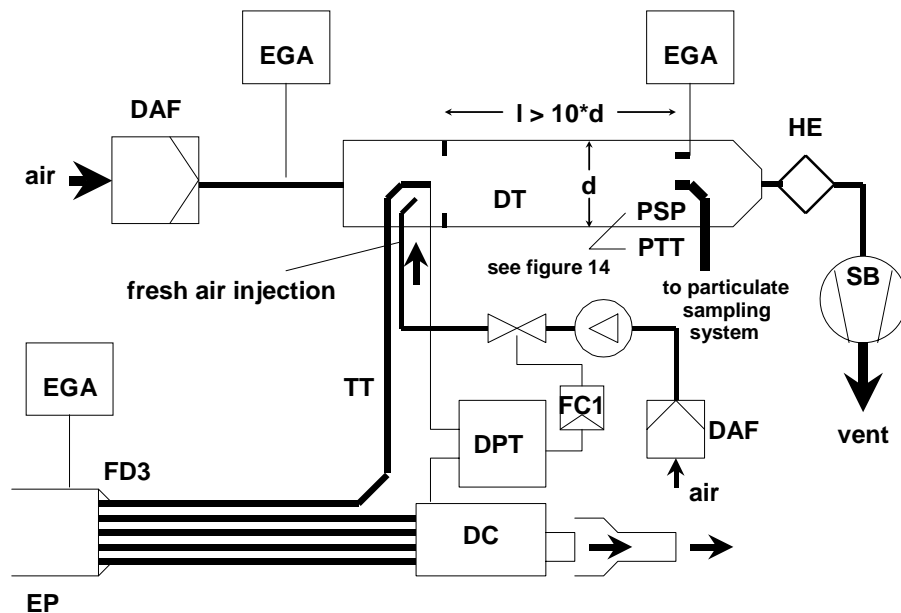 EGA
EGA
DAF
l > 10*d
HE
air
d
DT
PSP
PTT
see figure 14
fresh air injection
to particulate
sampling
system
SB
EGA
TT
FC1
DAF
vent
DPT
FD3
air
DC
EP